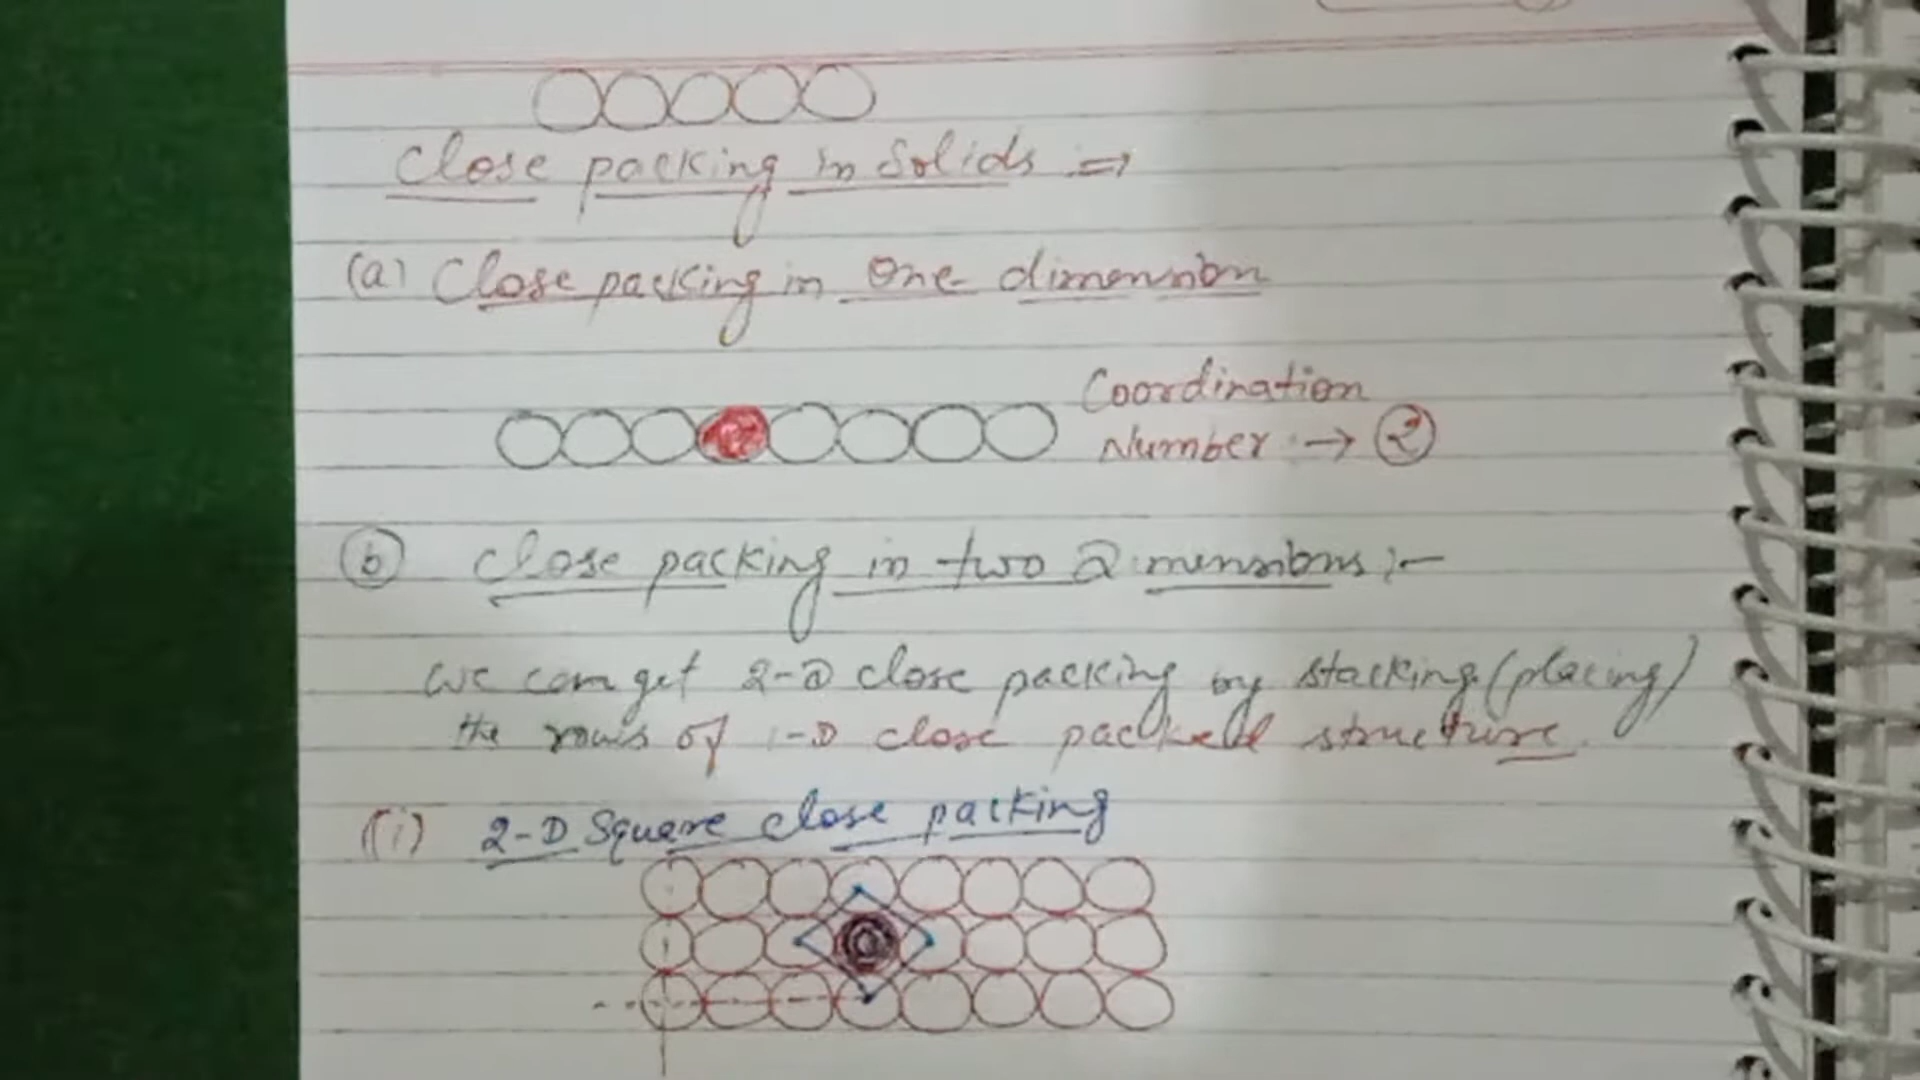 Close packing in Solids ⇒
(a) Close packing in One dimension
Coordination
Number → ②
ⓑ Close packing in two Dimensions :-
We can get 2-D close packing by stacking (placing)
the rows of 1-D close packed structure.
(i) 2-D Square close packing